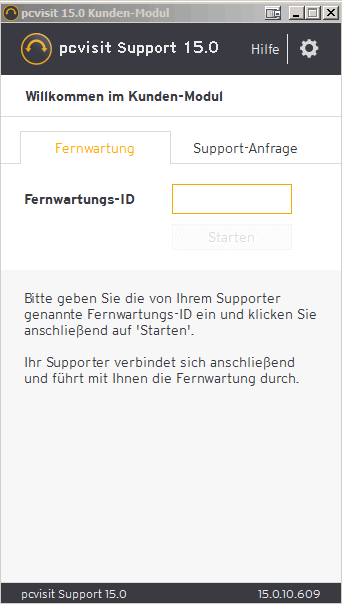 pcvisit 15.0 Kunden-Modul
pcvisit Support 15.0
Hilfe
Willkommen im Kunden-Modul
Fernwartung
Support-Anfrage
Fernwartungs-ID
Starten
Bitte geben Sie die von Ihrem Supporter
genannte Fernwartungs-ID ein und klicken Sie
anschließend auf 'Starten'.
Ihr Supporter verbindet sich anschließend
und führt mit Ihnen die Fernwartung durch.
pcvisit Support 15.0
15.0.10.609